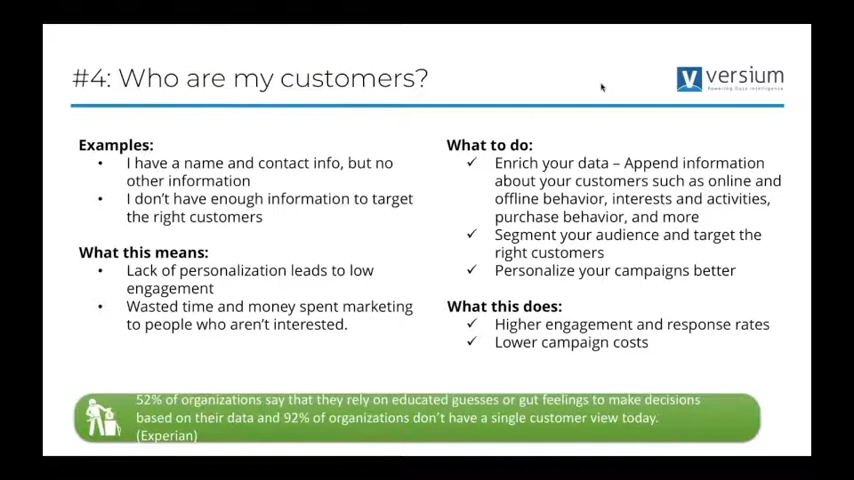 #4: Who are my customers?
versium
Powering Data Intelligence
Examples:
• I have a name and contact info, but no
other information
• I don't have enough information to target
the right customers
What this means:
• Lack of personalization leads to low
engagement
• Wasted time and money spent marketing
to people who aren't interested.
What to do:
✓ Enrich your data – Append information
about your customers such as online and
offline behavior, interests and activities,
purchase behavior, and more
✓ Segment your audience and target the
right customers
✓ Personalize your campaigns better
What this does:
✓ Higher engagement and response rates
✓ Lower campaign costs
52% of organizations say that they rely on educated guesses or gut feelings to make decisions
based on their data and 92% of organizations don't have a single customer view today.
(Experian)